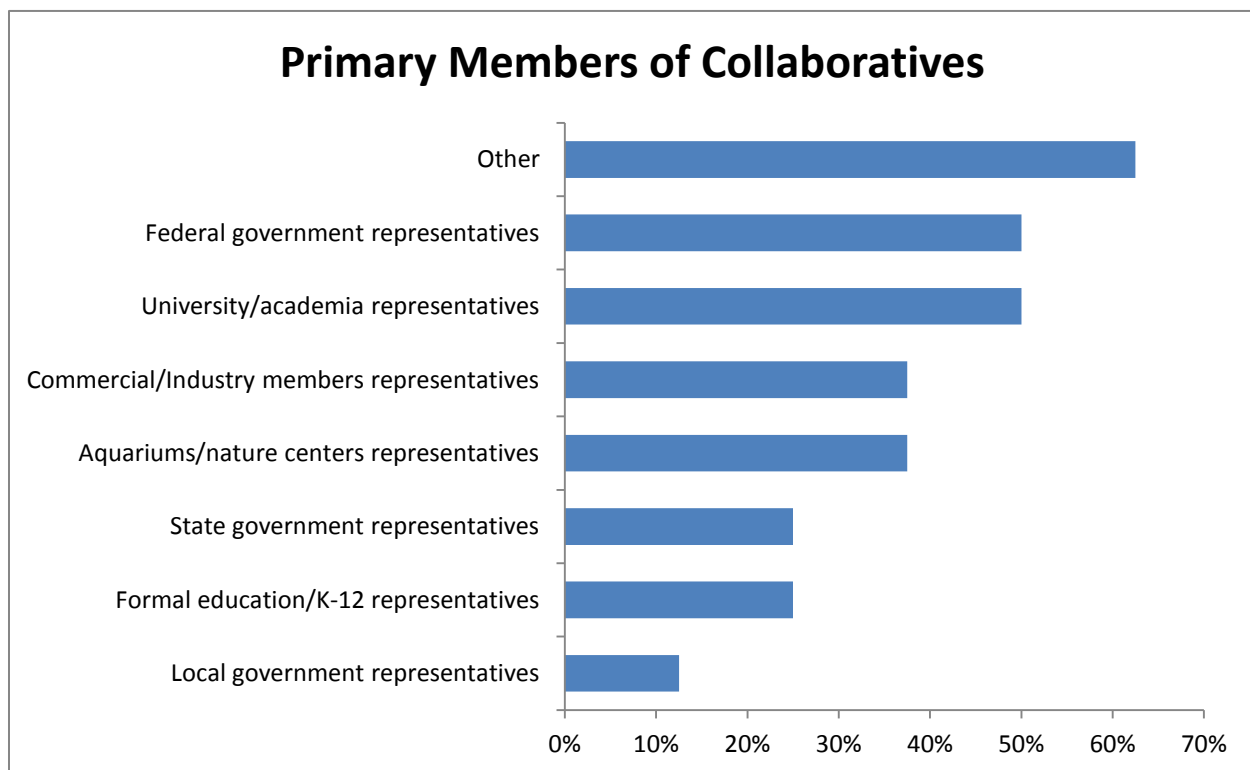 Primary Members of Collaboratives
Other
Federal government representatives
University/academia representatives
Commercial/Industry members representatives
Aquariums/nature centers representatives
State government representatives
Formal education/K-12 representatives
Local government representatives
0% 10% 20% 30% 40% 50% 60% 70%